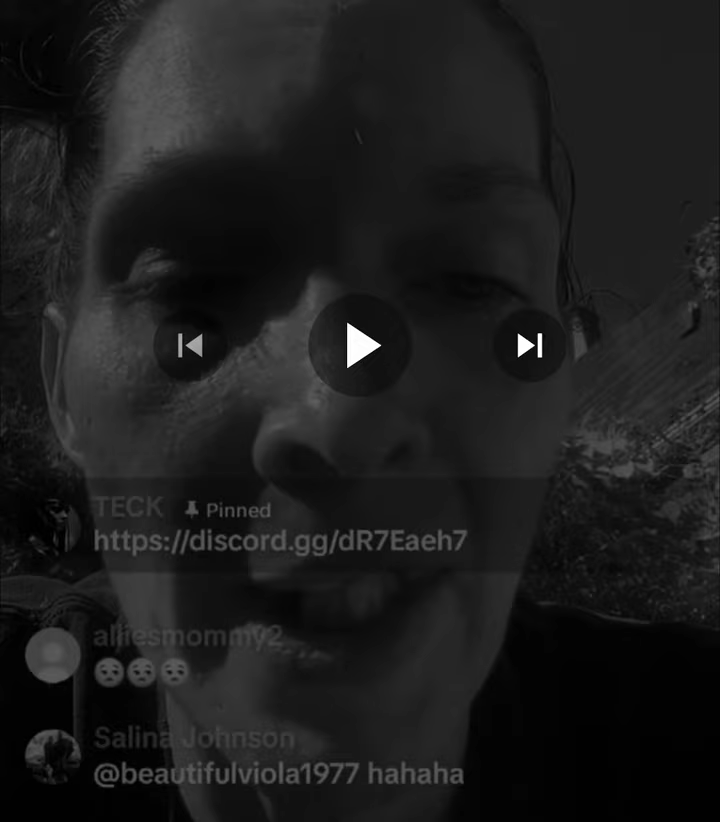 TECK Pinned
https://discord.gg/dR7Eaeh7
alliesmommy2
😒😒😒
Salina Johnson
@beautifulviola1977 hahaha